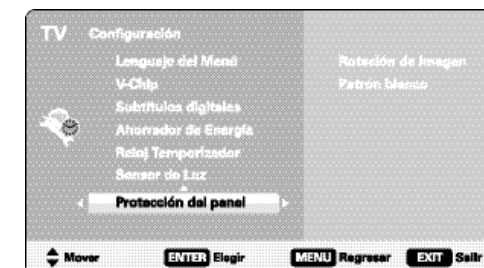 TV Configuración
Lenguaje del Menú
Rotación de Imagen
V-Chip
Patrón blanco
Subtítulos digitales
Ahorrador de Energía
Reloj Temporizador
Sensor de Luz
Protección del panel
Mover ENTER Elegir MENU Regresar EXIT Salir